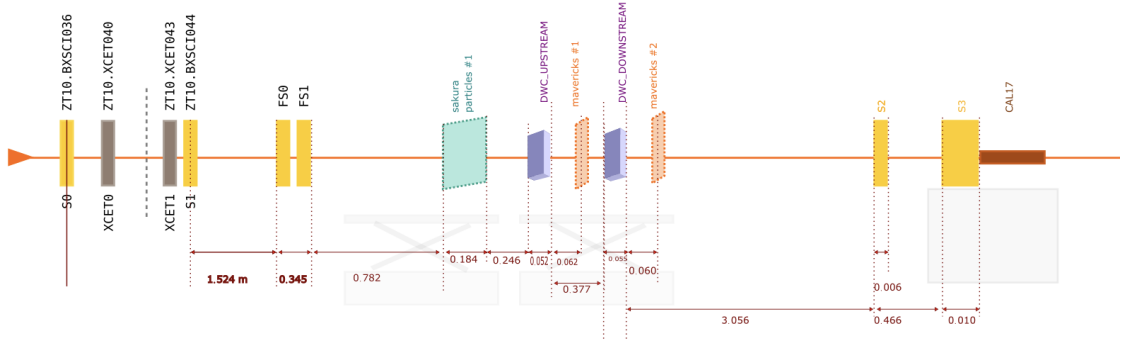 ZT10.BXSCI036
ZT10.XCET040
ZT10.XCET043
ZT10.BXSCI044
FS0
FS1
sakura
particles #1
DWC_UPSTREAM
mavericks #1
DWC_DOWNSTREAM
mavericks #2
S2
S3
CAL17
S0
XCET0
XCET1
S1
1.524 m
0.345
0.782
0.184
0.246
0.052
0.062
0.377
0.055
0.060
3.056
0.006
0.466
0.010